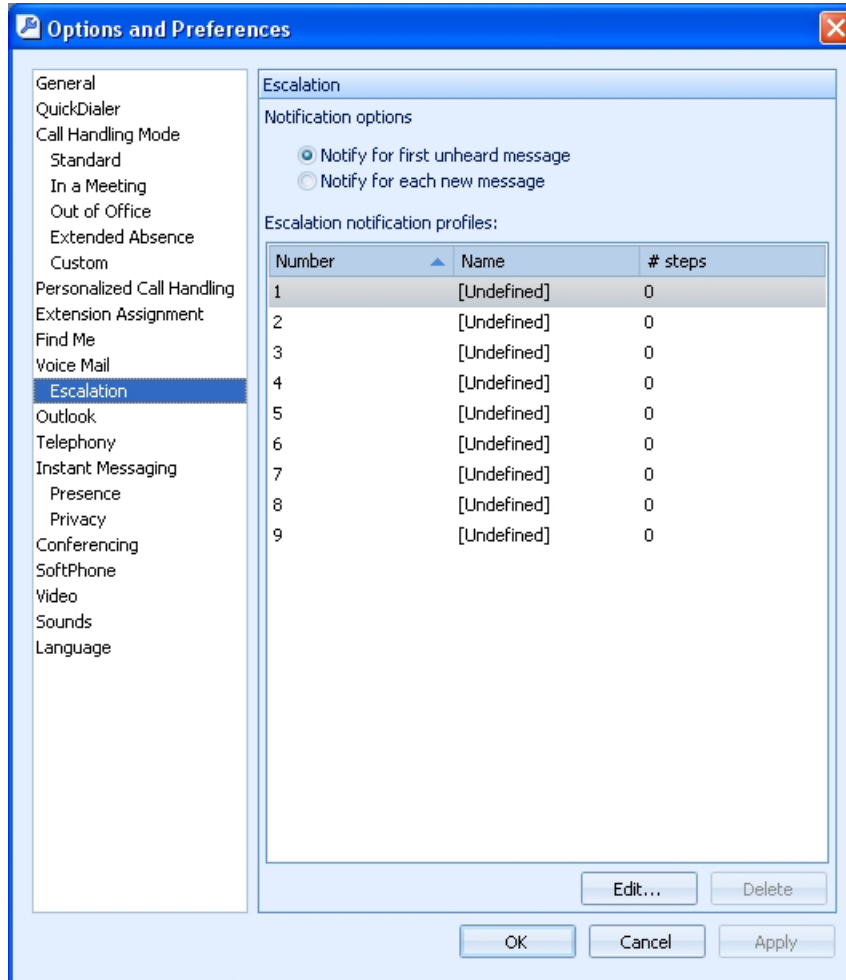 Options and Preferences
General
QuickDialer
Call Handling Mode
Standard
In a Meeting
Out of Office
Extended Absence
Custom
Personalized Call Handling
Extension Assignment
Find Me
Voice Mail
Escalation
Outlook
Telephony
Instant Messaging
Presence
Privacy
Conferencing
SoftPhone
Video
Sounds
Language
Escalation
Notification options
Notify for first unheard message
Notify for each new message
Escalation notification profiles:
Number Name # steps
1 [Undefined] 0
2 [Undefined] 0
3 [Undefined] 0
4 [Undefined] 0
5 [Undefined] 0
6 [Undefined] 0
7 [Undefined] 0
8 [Undefined] 0
9 [Undefined] 0
Edit... Delete
OK Cancel Apply